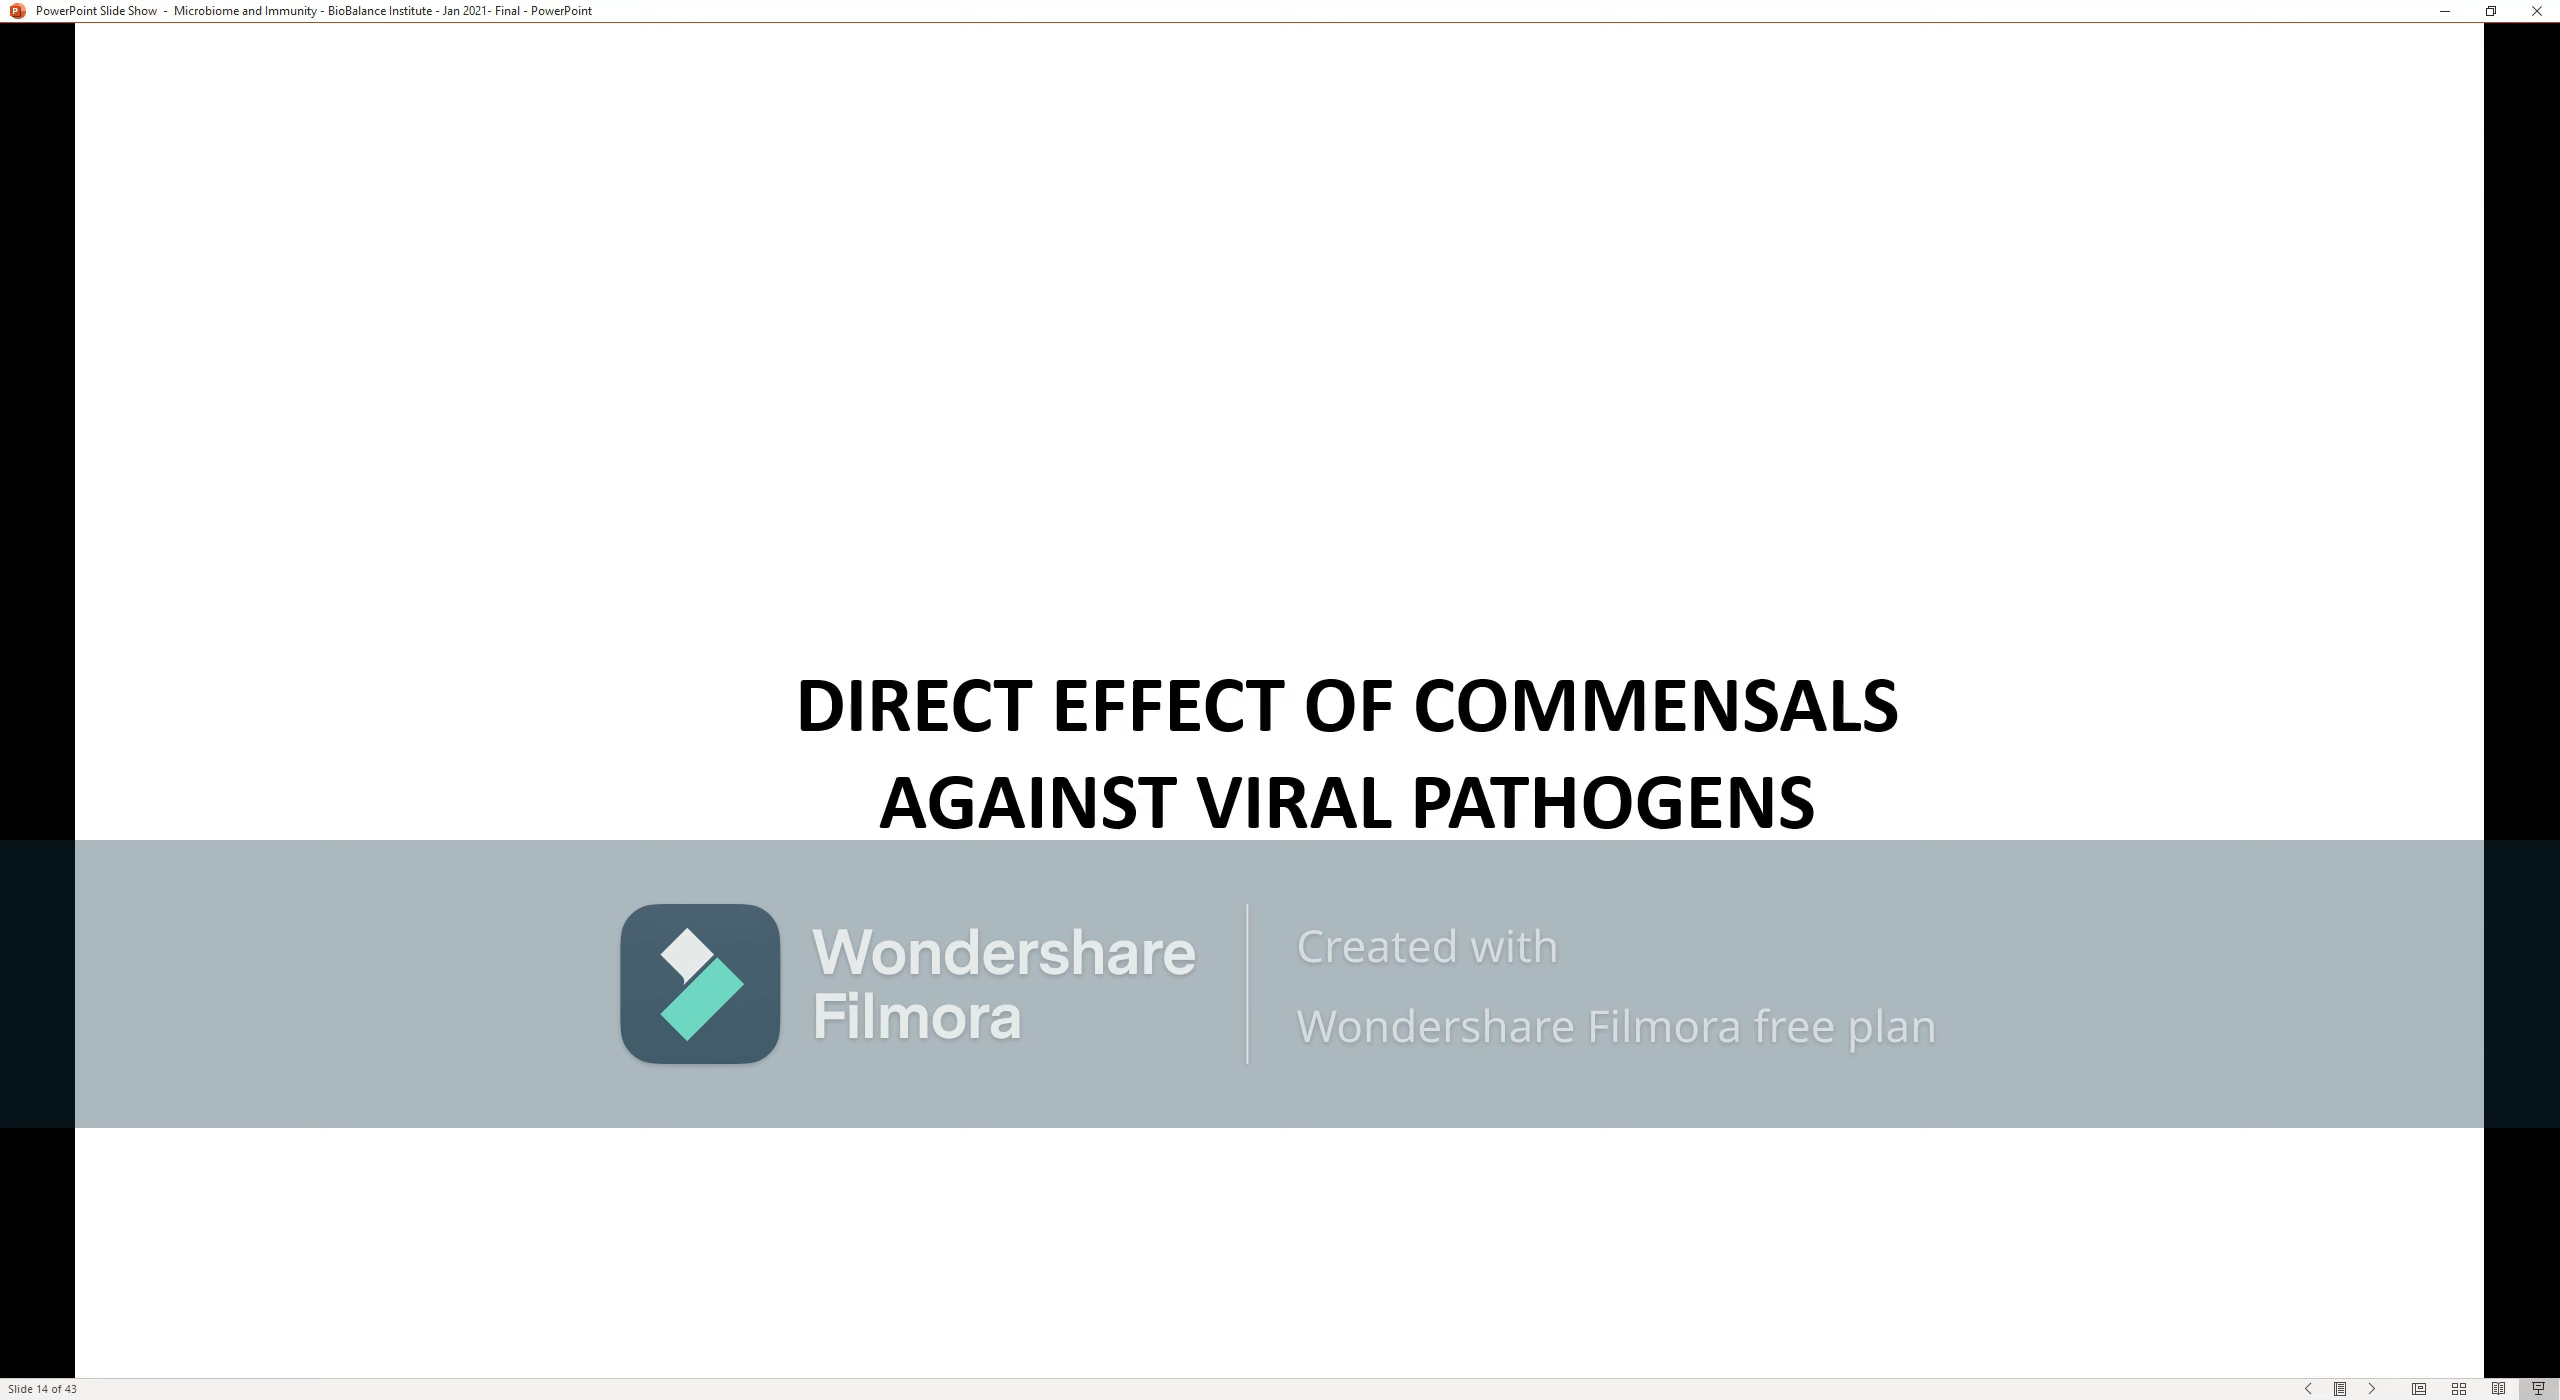 PowerPoint Slide Show - Microbiome and Immunity - BioBalance Institute - Jan 2021- Final - PowerPoint
DIRECT EFFECT OF COMMENSALS
AGAINST VIRAL PATHOGENS
Wondershare
Filmora
Created with
Wondershare Filmora free plan
Slide 14 of 43